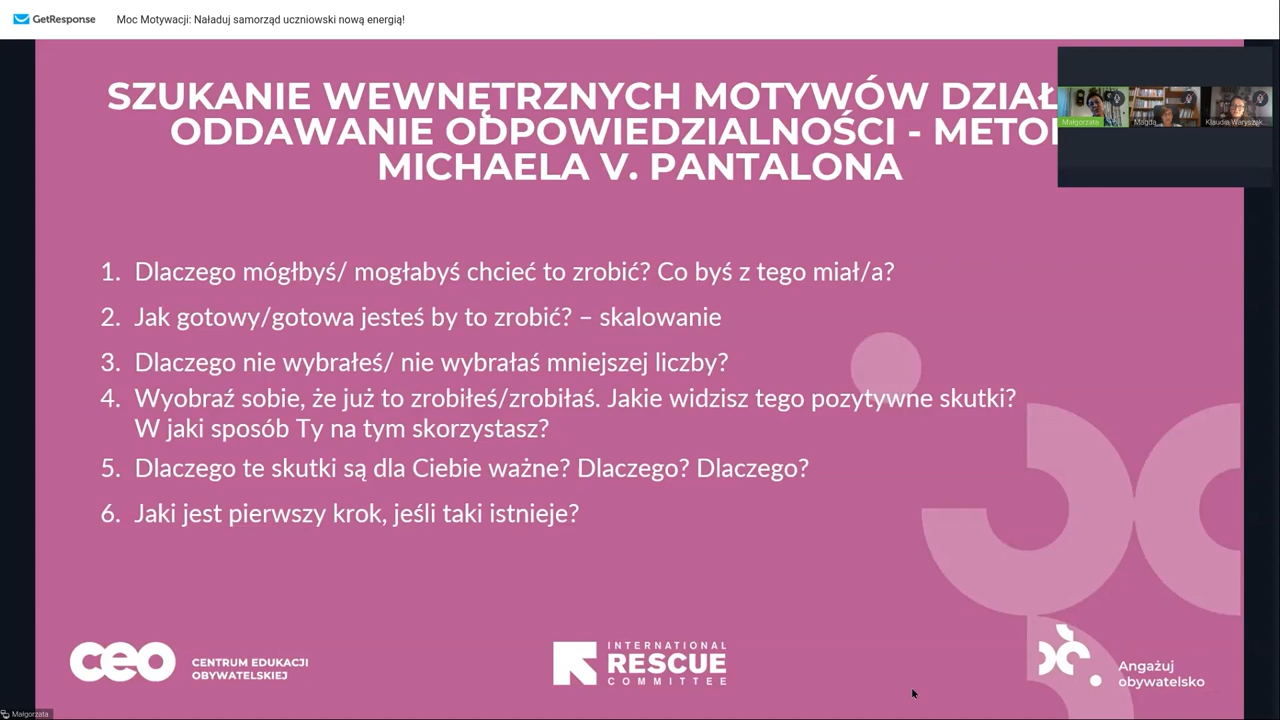 GetResponse
Moc Motywacji: Naładuj samorząd uczniowski nową energią!
SZUKANIE WEWNĘTRZNYCH MOTYWÓW DZIAŁ
ODDAWANIE ODPOWIEDZIALNOŚCI - METO
MICHAELA V. PANTALONA
Małgorzata
Magda
Klaudia Waryszak...
1. Dlaczego mógłbyś/ mogłabyś chcieć to zrobić? Co byś z tego miał/a?
2. Jak gotowy/gotowa jesteś by to zrobić? – skalowanie
3. Dlaczego nie wybrałeś/ nie wybrałaś mniejszej liczby?
4. Wyobraź sobie, że już to zrobiłeś/zrobiłaś. Jakie widzisz tego pozytywne skutki?
W jaki sposób Ty na tym skorzystasz?
5. Dlaczego te skutki są dla Ciebie ważne? Dlaczego? Dlaczego?
6. Jaki jest pierwszy krok, jeśli taki istnieje?
ceo
CENTRUM EDUKACJI
OBYWATELSKIEJ
INTERNATIONAL
RESCUE
COMMITTEE
Angażuj
obywatelsko
Małgorzata